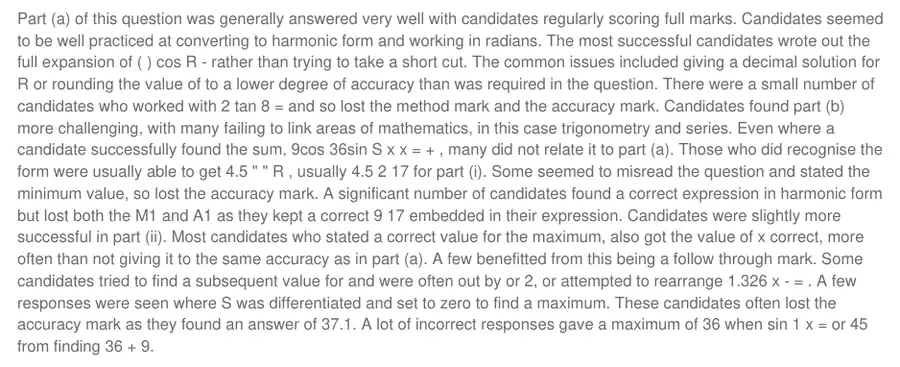 Part (a) of this question was generally answered very well with candidates regularly scoring full marks. Candidates seemed
to be well practiced at converting to harmonic form and working in radians. The most successful candidates wrote out the
full expansion of ( ) cos R - rather than trying to take a short cut. The common issues included giving a decimal solution for
R or rounding the value of to a lower degree of accuracy than was required in the question. There were a small number of
candidates who worked with 2 tan 8 = and so lost the method mark and the accuracy mark. Candidates found part (b)
more challenging, with many failing to link areas of mathematics, in this case trigonometry and series. Even where a
candidate successfully found the sum, 9cos 36sin S x x = + , many did not relate it to part (a). Those who did recognise the
form were usually able to get 4.5 " " R , usually 4.5 2 17 for part (i). Some seemed to misread the question and stated the
minimum value, so lost the accuracy mark. A significant number of candidates found a correct expression in harmonic form
but lost both the M1 and A1 as they kept a correct 9 17 embedded in their expression. Candidates were slightly more
successful in part (ii). Most candidates who stated a correct value for the maximum, also got the value of x correct, more
often than not giving it to the same accuracy as in part (a). A few benefitted from this being a follow through mark. Some
candidates tried to find a subsequent value for and were often out by or 2, or attempted to rearrange 1.326 x - = . A few
responses were seen where S was differentiated and set to zero to find a maximum. These candidates often lost the
accuracy mark as they found an answer of 37.1. A lot of incorrect responses gave a maximum of 36 when sin 1 x = or 45
from finding 36 + 9.